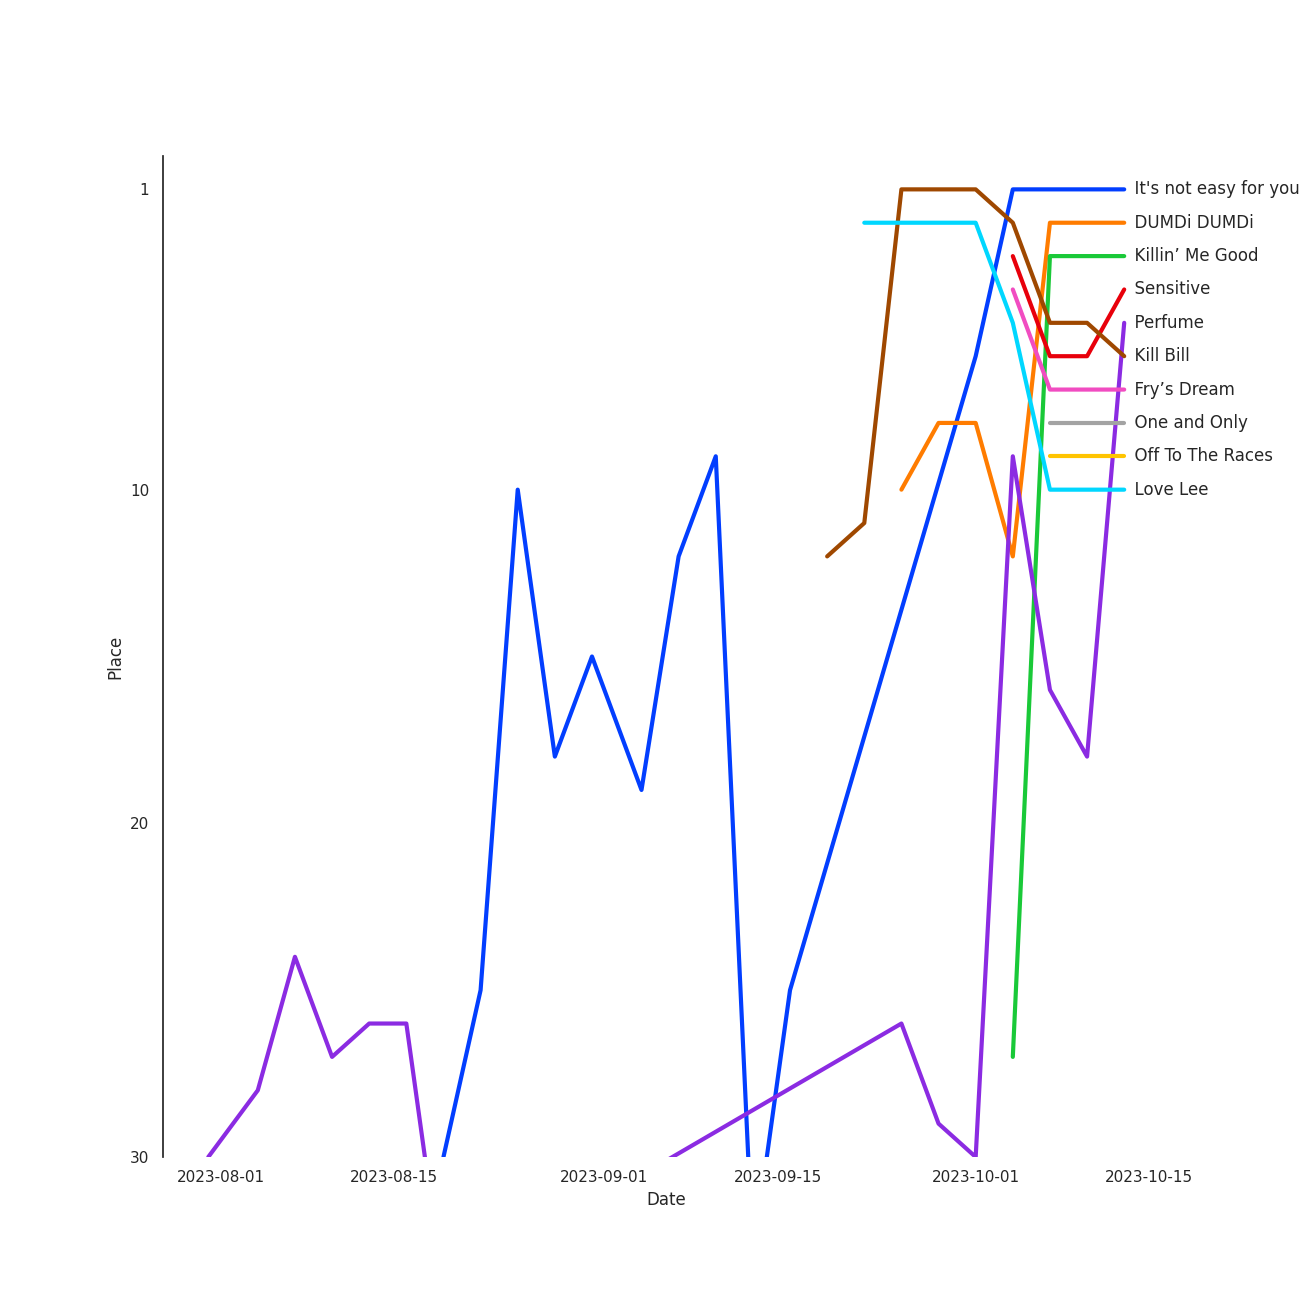 1
10
20
30
Place
2023-08-01
2023-08-15
2023-09-01
2023-09-15
2023-10-01
2023-10-15
Date
It's not easy for you
DUMDi DUMDi
Killin’ Me Good
Sensitive
Perfume
Kill Bill
Fry’s Dream
One and Only
Off To The Races
Love Lee